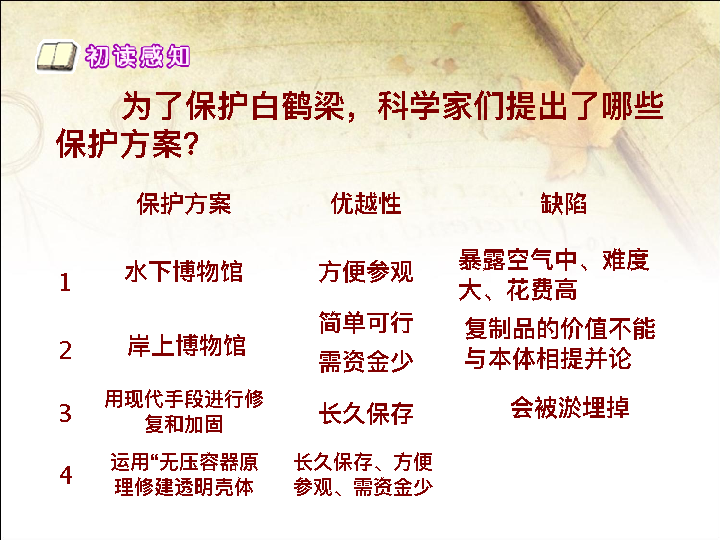 初读感知
为了保护白鹤梁，科学家们提出了哪些
保护方案？
保护方案 优越性 缺陷
1 水下博物馆 方便参观 暴露空气中、难度
大、花费高
2 岸上博物馆 简单可行
需资金少 复制品的价值不能
与本体相提并论
3 用现代手段进行修
复和加固 长久保存 会被淤埋掉
4 运用“无压容器原
理修建透明壳体 长久保存、方便
参观、需资金少